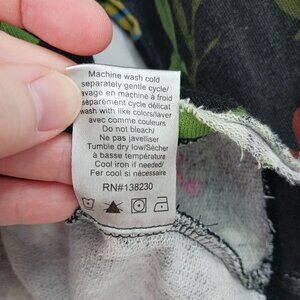 Machine wash cold
separately gentle cycle/
lavage en machine à froid
séparement cycle délicat
wash with like colors/laver
avec comme couleurs
Do not bleach/
Ne pas javelliser
Tumble dry low/Sécher
à basse température
Cool iron if needed/
Fer cool si nécessaire
RN#138230